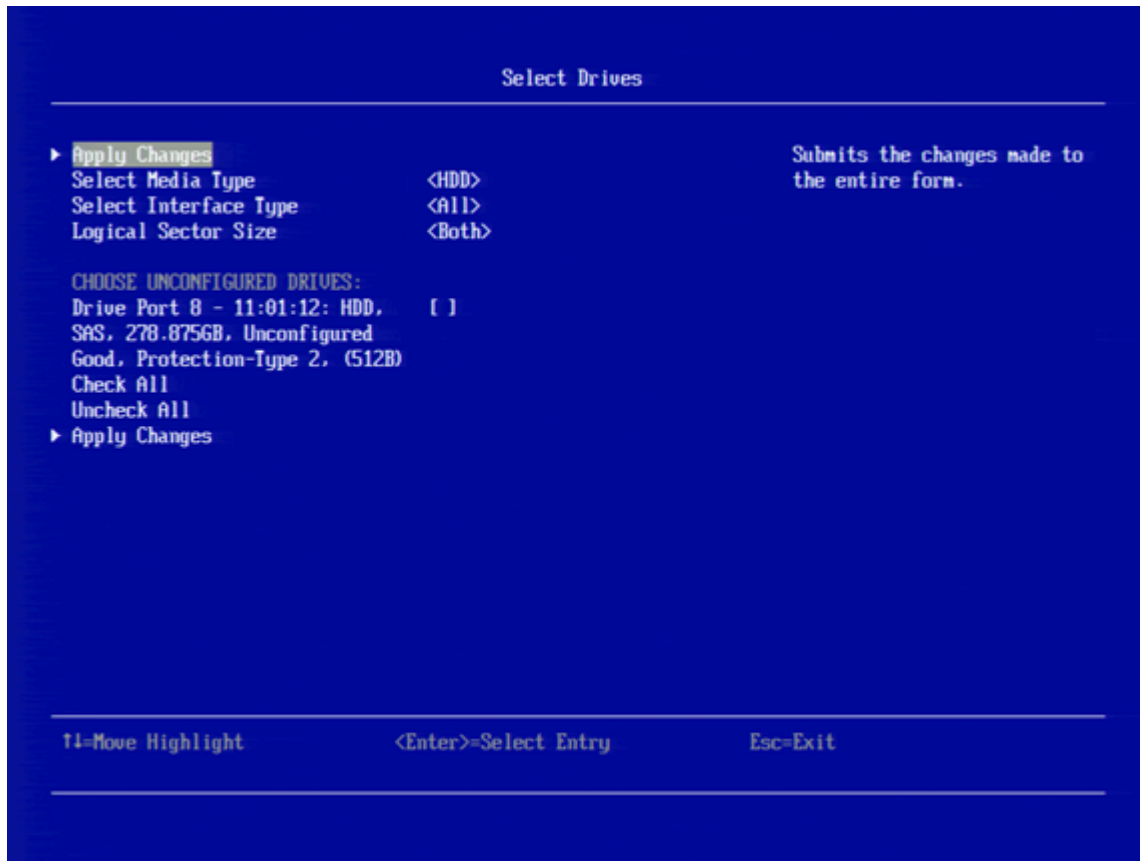 Select Drives
▶ Apply Changes
Submits the changes made to
Select Media Type <HDD>
the entire form.
Select Interface Type <All>
Logical Sector Size <Both>
CHOOSE UNCONFIGURED DRIVES:
Drive Port 8 - 11:01:12: HDD, [ ]
SAS, 278.875GB, Unconfigured
Good, Protection-Type 2, (512B)
Check All
Uncheck All
▶ Apply Changes
↑↓=Move Highlight <Enter>=Select Entry Esc=Exit